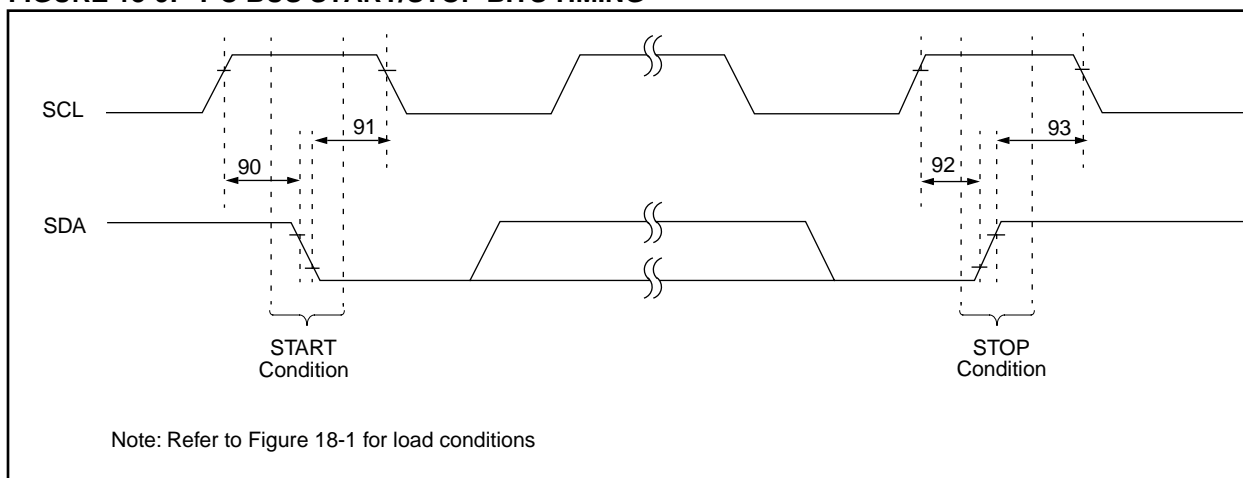 SCL
91
93
90
92
SDA
START
Condition
STOP
Condition
Note: Refer to Figure 18-1 for load conditions